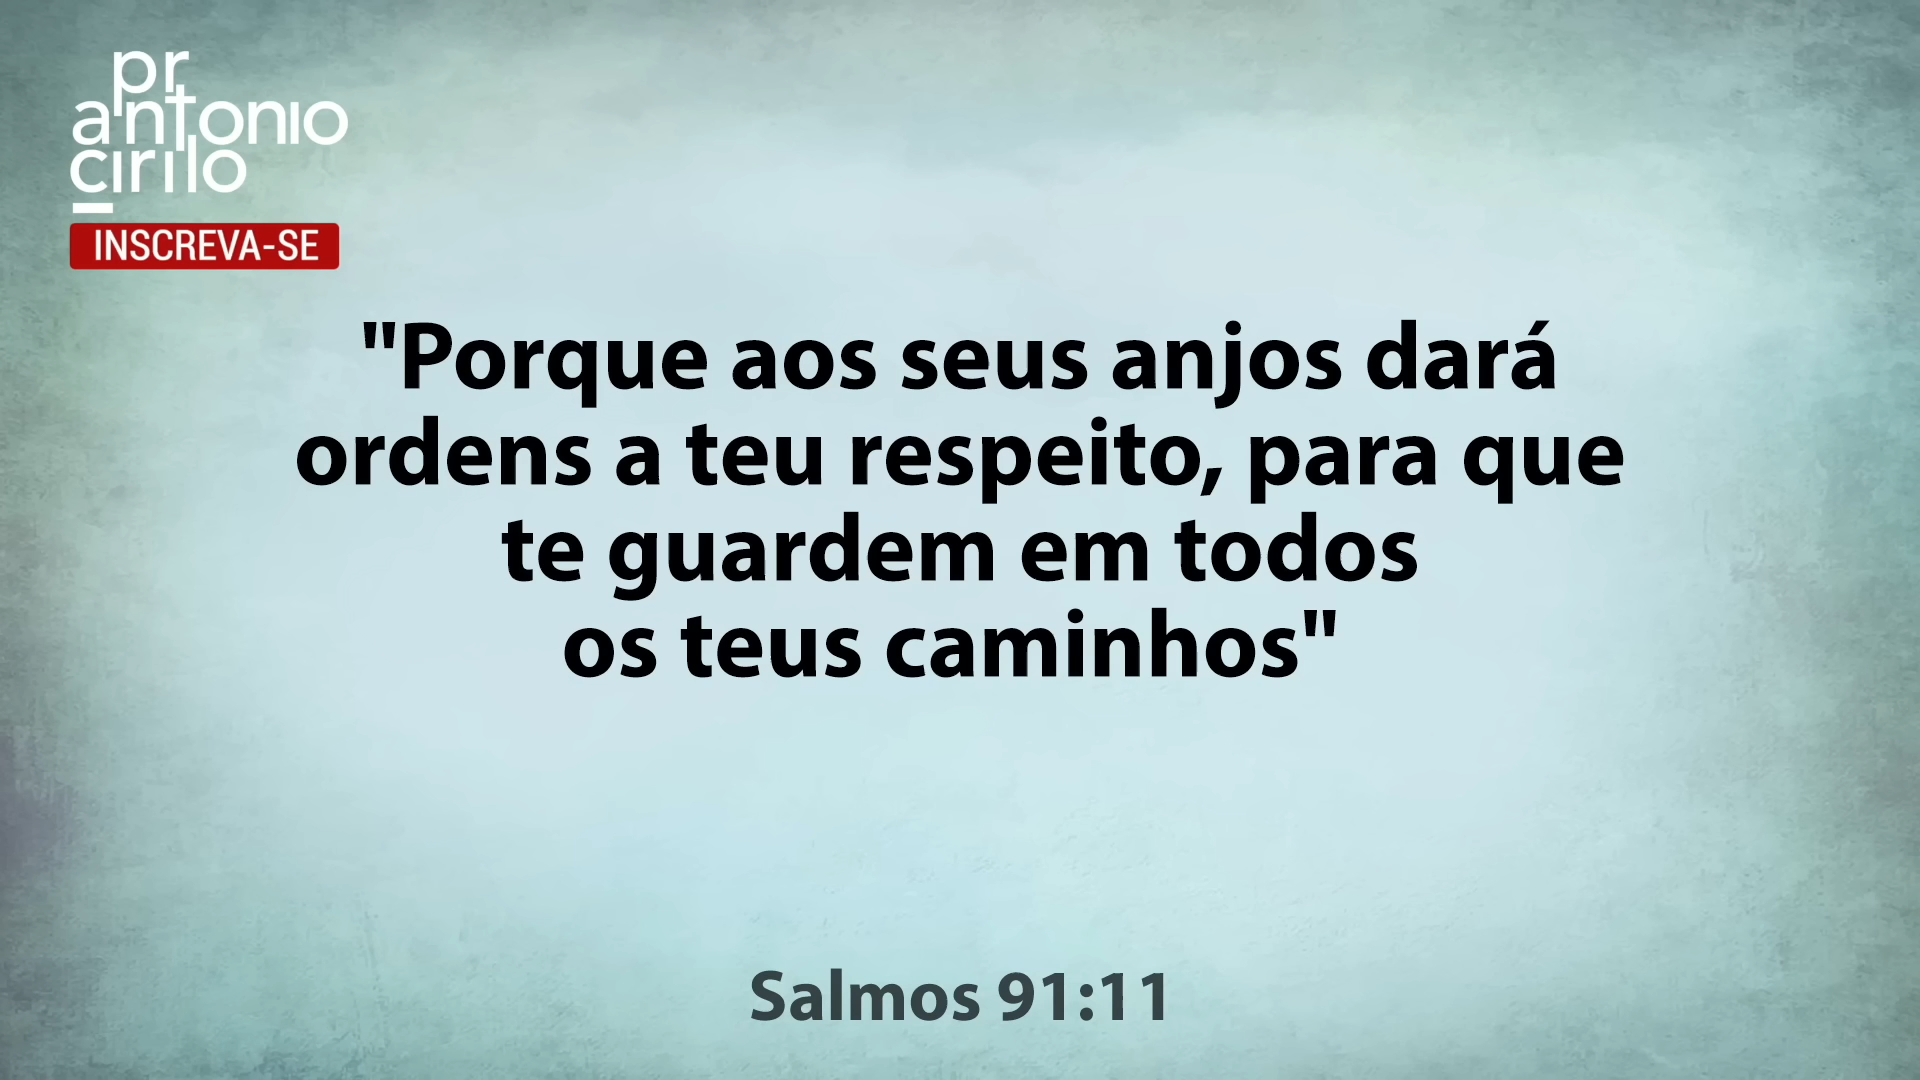 pr
antonio
cirilo
INSCREVA-SE
"Porque aos seus anjos dará
ordens a teu respeito, para que
te guardem em todos
os teus caminhos"
Salmos 91:11